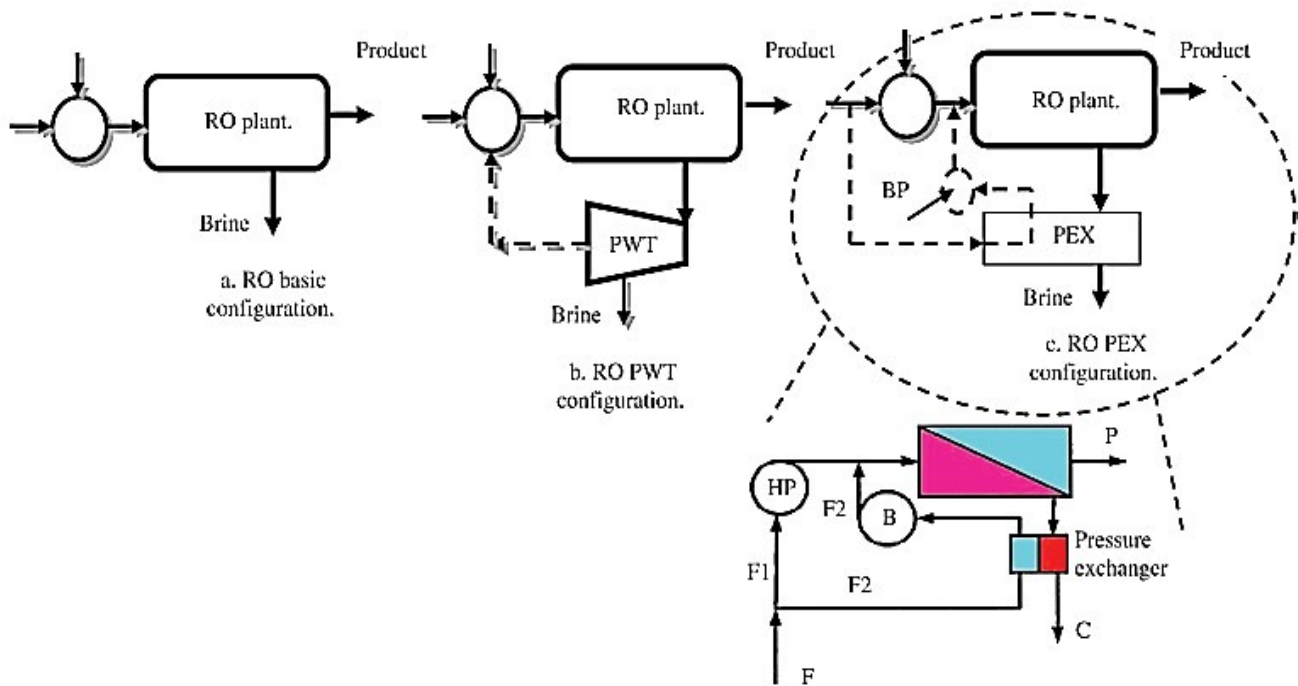 Product
RO plant.
Brine
a. RO basic
configuration.
Product
RO plant.
PWT
Brine
b. RO PWT
configuration.
Product
RO plant.
BP
PEX
Brine
c. RO PEX
configuration.
P
HP
F2
B
Pressure
exchanger
F1
F2
C
F